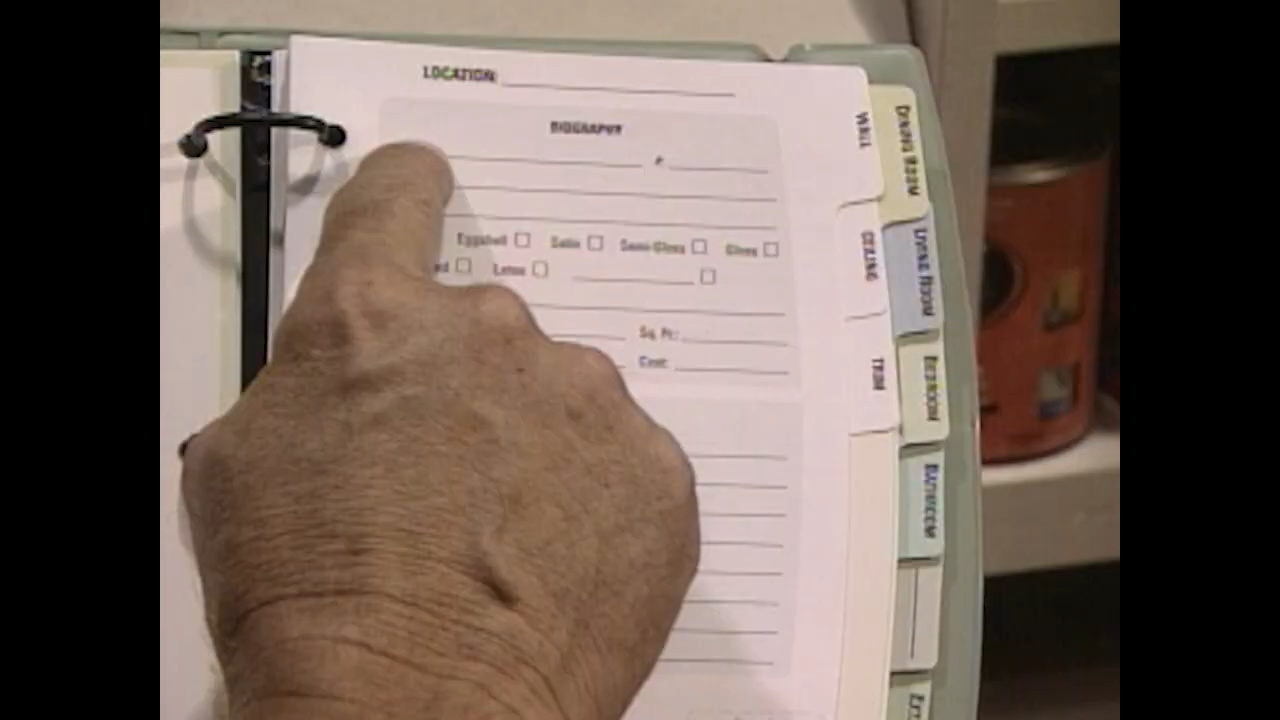 LOCATION:
BIOGRAPHY
#
Eggshell Satin Semi-Gloss Gloss
Latex
Sq. Ft.:
Cost:
WALL
CEILING
TRIM
DINING ROOM
LIVING ROOM
BEDROOM
BATHROOM